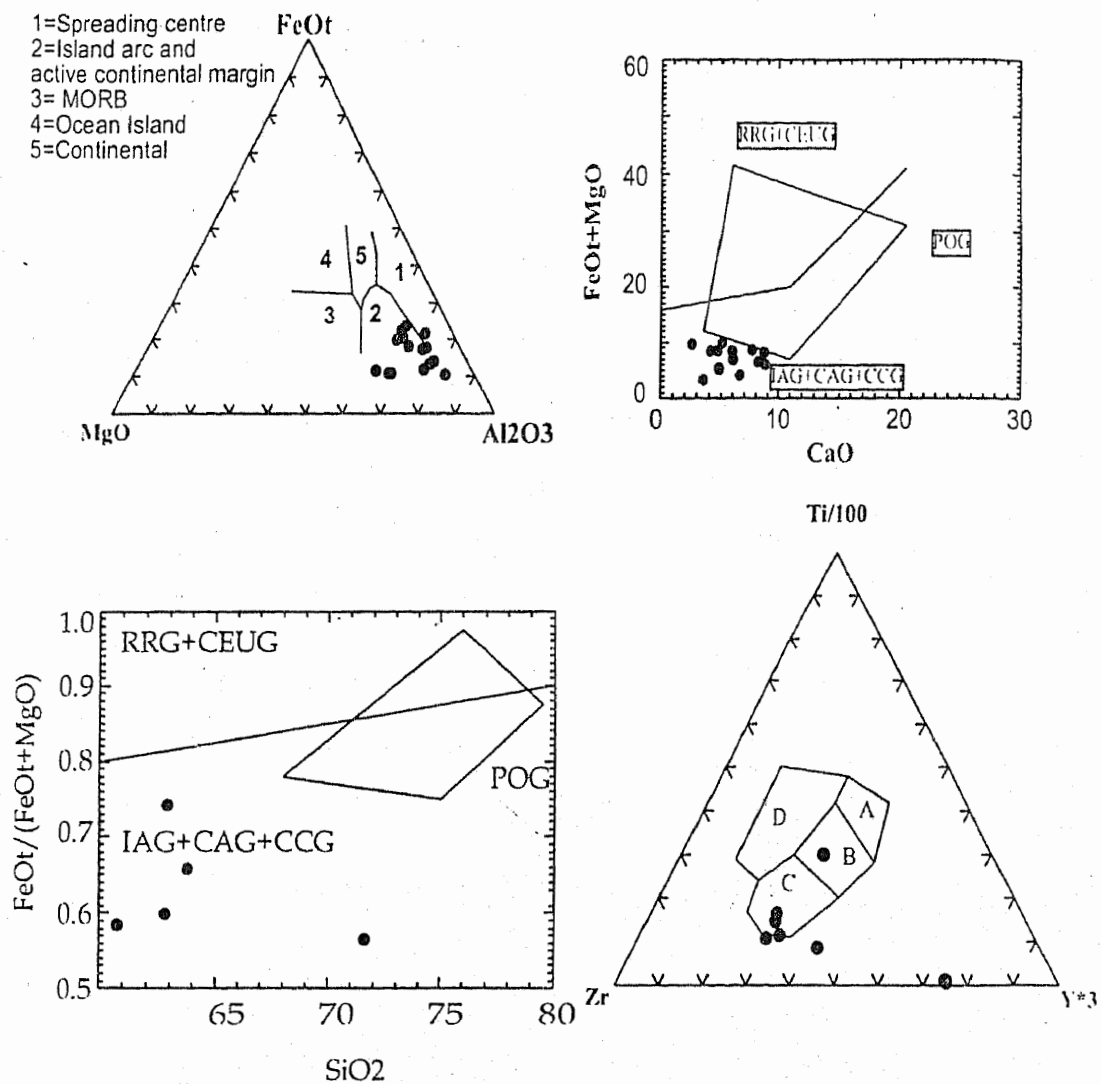 1=Spreading centre
2=Island arc and
active continental margin
3= MORB
4=Ocean Island
5=Continental
FeOt
4
5
1
3
2
MgO
Al2O3
60
40
20
0
FeOt+MgO
RRG+CEUG
POG
IAG+CAG+CCG
0
10
20
30
CaO
1.0
0.9
0.8
0.7
0.6
0.5
FeOt/(FeOt+MgO)
RRG+CEUG
POG
IAG+CAG+CCG
65
70
75
80
SiO2
Ti/100
D
A
B
C
Zr
Y*3